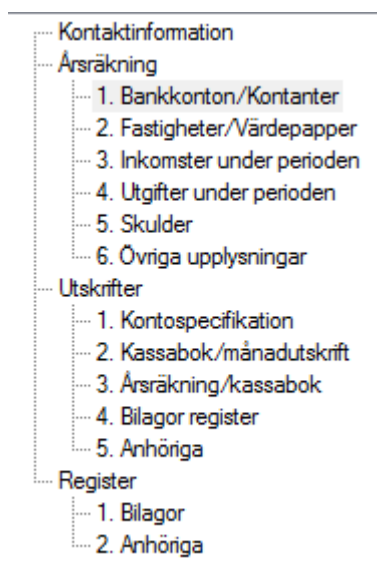 Kontaktinformation
Årsräkning
1. Bankkonton/Kontanter
2. Fastigheter/Värdepapper
3. Inkomster under perioden
4. Utgifter under perioden
5. Skulder
6. Övriga upplysningar
Utskrifter
1. Kontospecifikation
2. Kassabok/månadutskrift
3. Årsräkning/kassabok
4. Bilagor register
5. Anhöriga
Register
1. Bilagor
2. Anhöriga